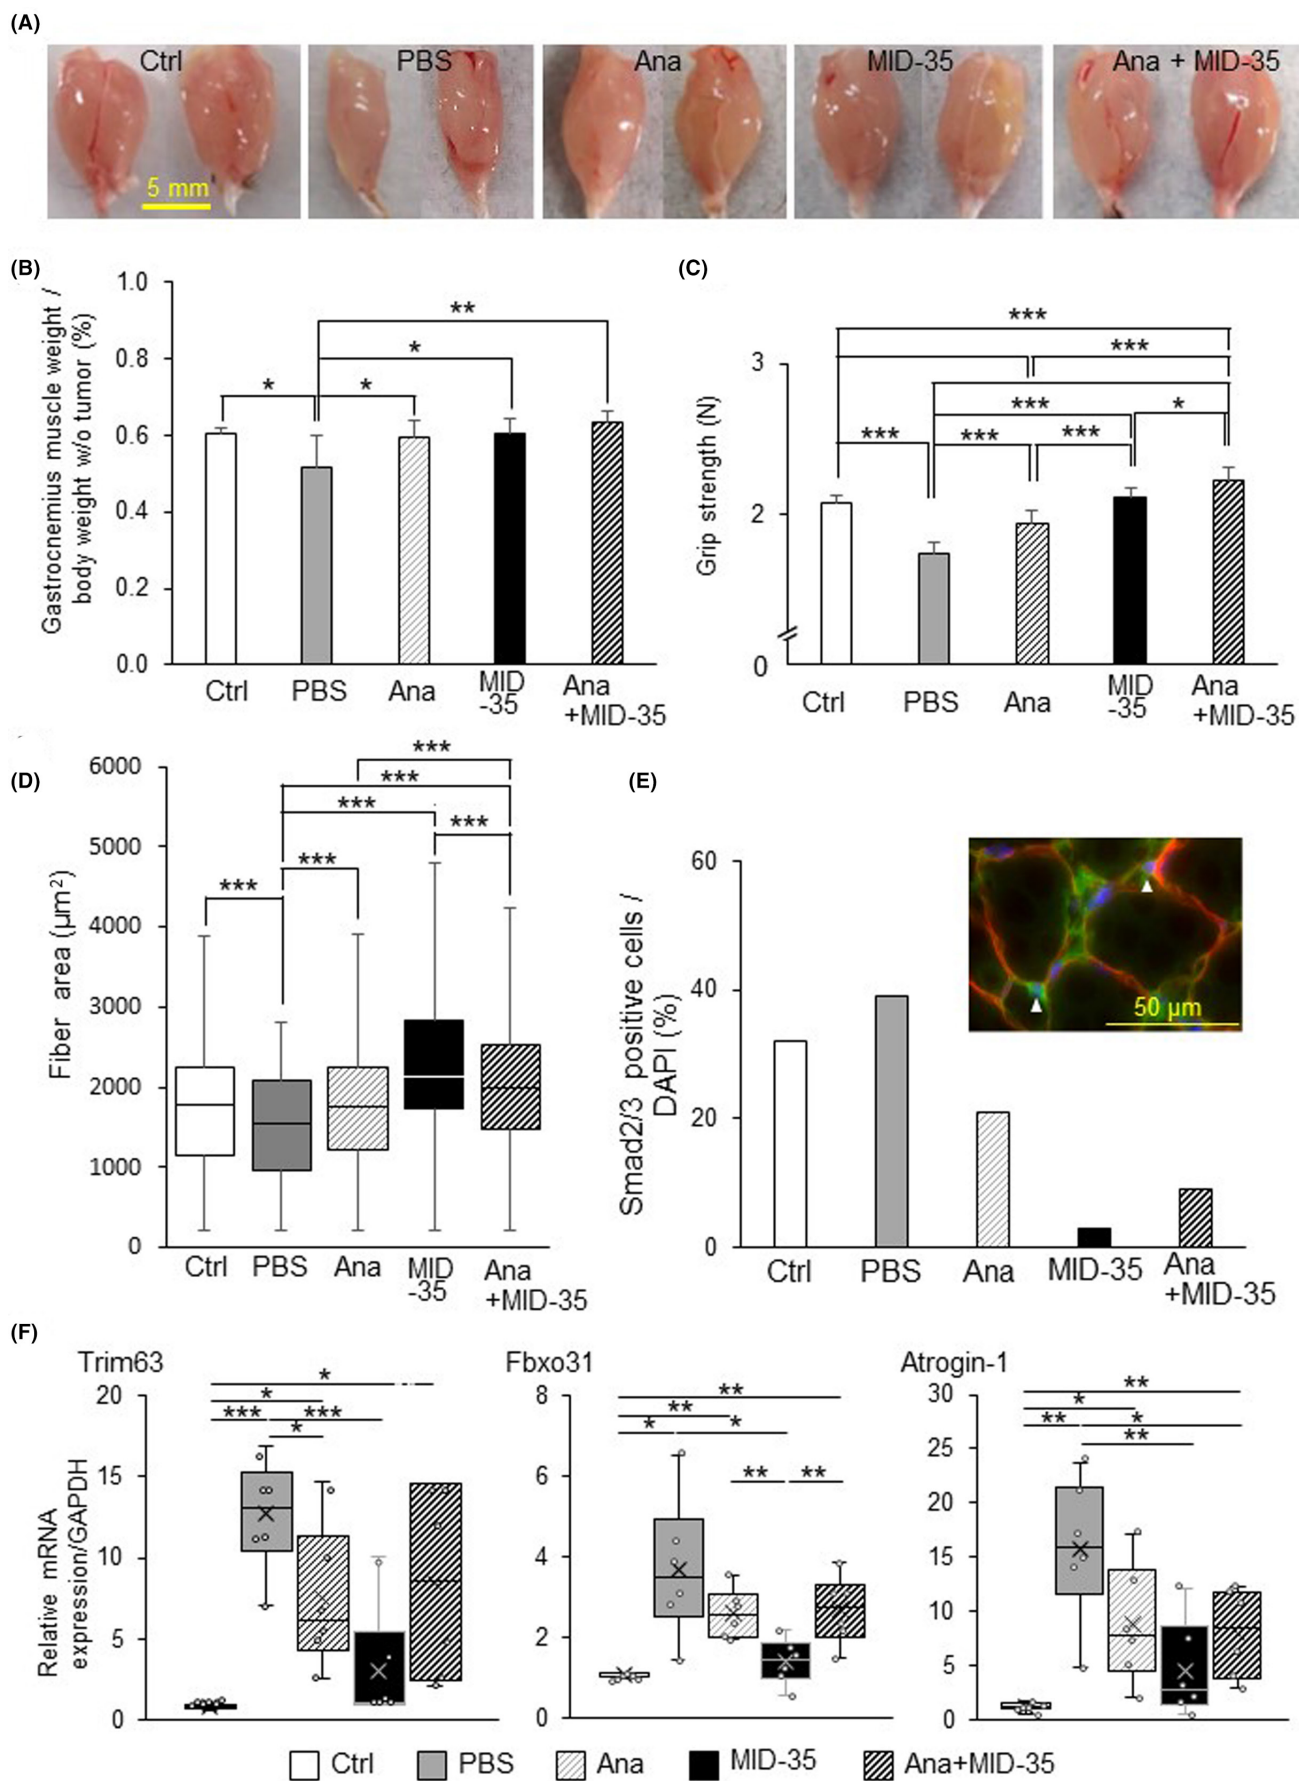 (A)
Ctrl
PBS
Ana
MID-35
Ana + MID-35
5 mm
(B)
Gastrocnemius muscle weight /
body weight w/o tumor (%)
1.0
0.8
0.6
0.4
0.2
0.0
*
*
*
**
Ctrl
PBS
Ana
MID
-35
Ana
+MID-35
(C)
Grip strength (N)
3
2
0
***
***
***
*
***
***
***
Ctrl
PBS
Ana
MID
-35
Ana
+MID-35
(D)
Fiber area (µm²)
6000
5000
4000
3000
2000
1000
0
***
***
***
***
***
***
Ctrl
PBS
Ana
MID
-35
Ana
+MID-35
(E)
Smad2/3 positive cells /
DAPI (%)
60
40
20
0
50 µm
Ctrl
PBS
Ana
MID-35
Ana
+MID-35
(F)
Relative mRNA
expression/GAPDH
Trim63
20
15
10
5
0
*
*
***
***
*
Fbxo31
8
6
4
2
0
**
**
*
*
**
**
Atrogin-1
30
25
20
15
10
5
0
**
*
**
*
**
Ctrl
PBS
Ana
MID-35
Ana+MID-35